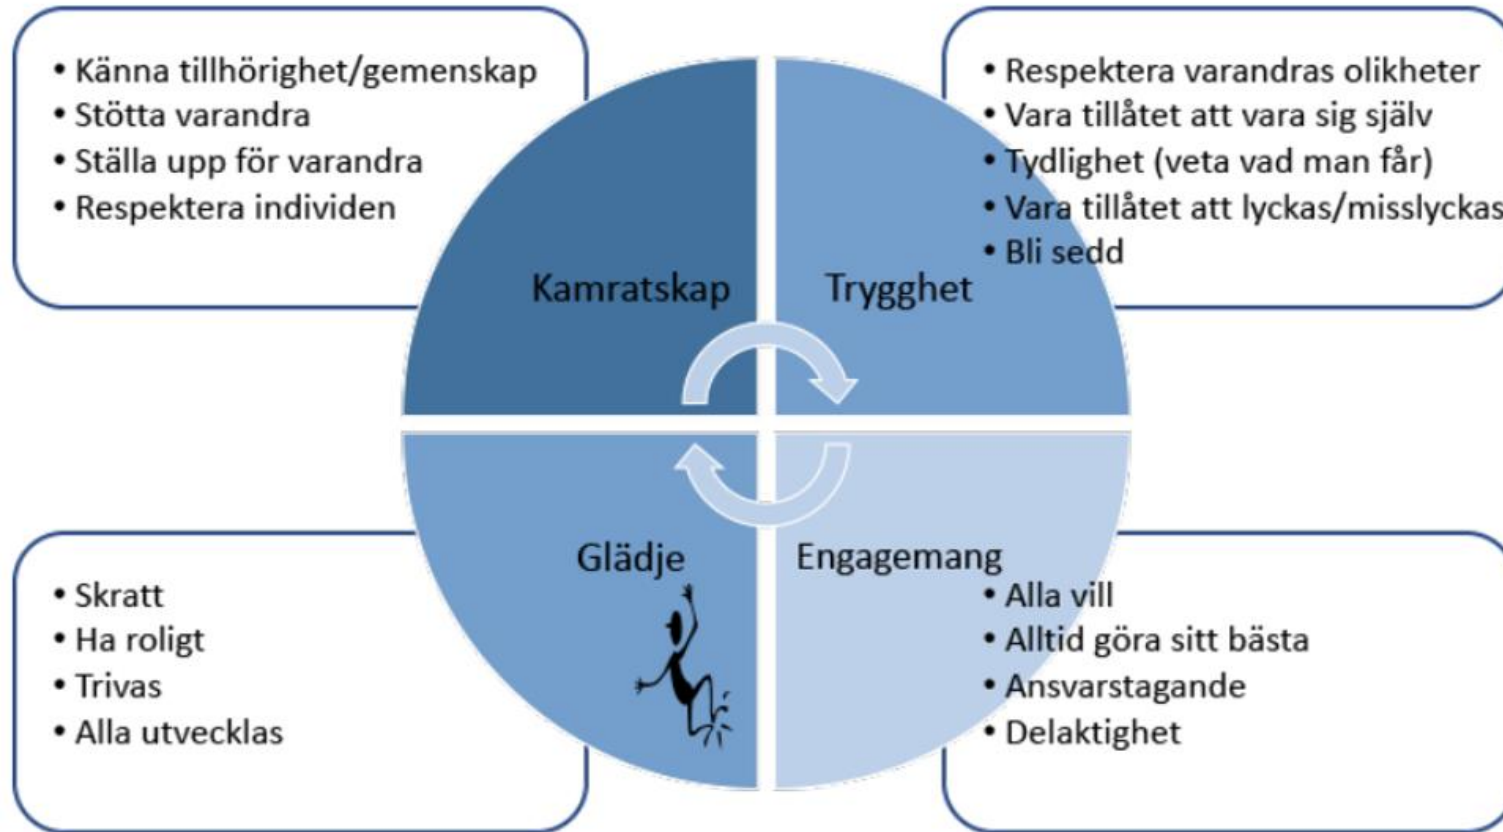 • Känna tillhörighet/gemenskap
• Stötta varandra
• Ställa upp för varandra
• Respektera individen
Kamratskap
• Respektera varandras olikheter
• Vara tillåtet att vara sig själv
• Tydlighet (veta vad man får)
• Vara tillåtet att lyckas/misslyckas
• Bli sedd
Trygghet
Glädje
• Skratt
• Ha roligt
• Trivas
• Alla utvecklas
Engagemang
• Alla vill
• Alltid göra sitt bästa
• Ansvarstagande
• Delaktighet